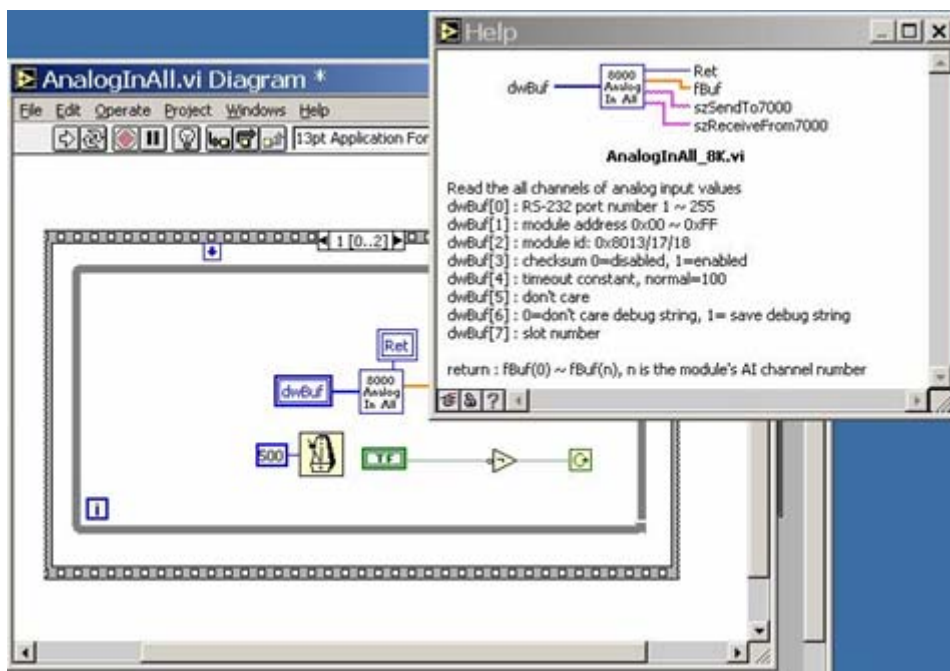 Help
dwBuf
8000
Analog
In All
Ret
fBuf
szSendTo7000
szReceiveFrom7000
AnalogInAll_8K.vi
Read the all channels of analog input values
dwBuf[0] : RS-232 port number 1 ~ 255
dwBuf[1] : module address 0x00 ~ 0xFF
dwBuf[2] : module id: 0x8013/17/18
dwBuf[3] : checksum 0=disabled, 1=enabled
dwBuf[4] : timeout constant, normal=100
dwBuf[5] : don't care
dwBuf[6] : 0=don't care debug string, 1= save debug string
dwBuf[7] : slot number
return : fBuf(0) ~ fBuf(n), n is the module's AI channel number
AnalogInAll.vi Diagram *
File Edit Operate Project Windows Help
13pt Application For
1 [0..2]
Ret
dwBuf
8000
Analog
In All
500
TF
i